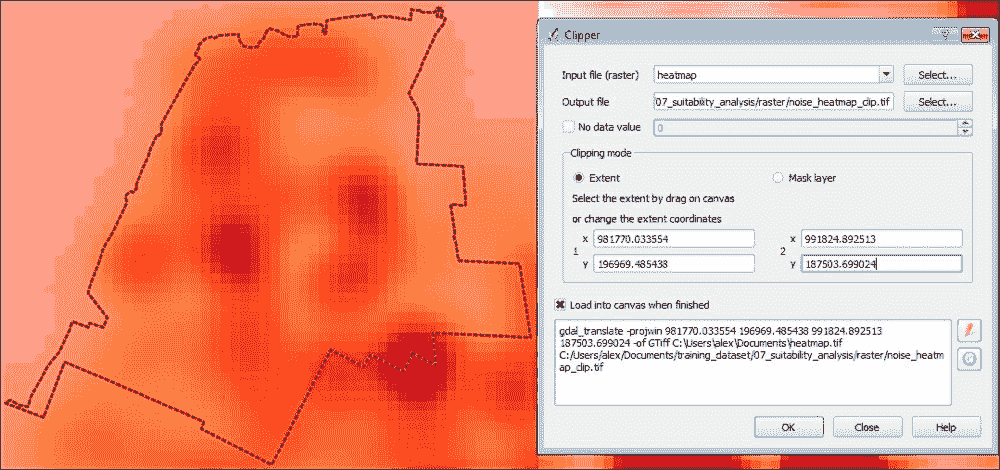 Clipper
Input file (raster) heatmap Select...
Output file 07_suitability_analysis/raster/noise_heatmap_clip.tif Select...
No data value 0
Clipping mode
Extent Mask layer
Select the extent by drag on canvas
or change the extent coordinates
x 981770.033554 x 991824.892513
1 2
y 196969.485438 y 187503.699024
Load into canvas when finished
gdal_translate -projwin 981770.033554 196969.485438 991824.892513
187503.699024 -of GTiff C:\Users\alex\Documents\heatmap.tif
C:/Users/alex/Documents/training_dataset/07_suitability_analysis/raster/noise_heatm
ap_clip.tif
OK Close Help